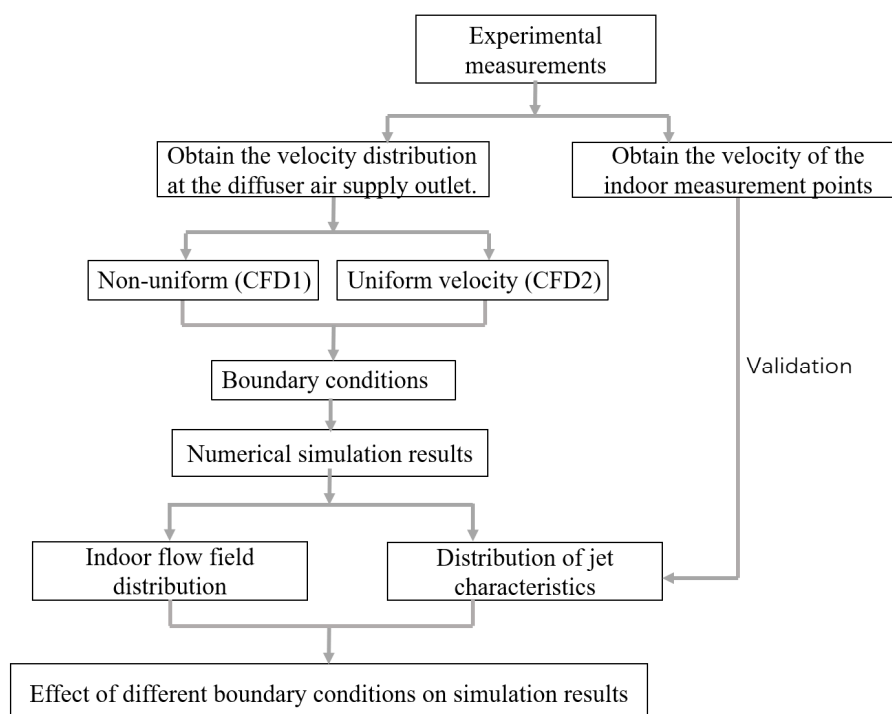 Experimental
measurements
Obtain the velocity distribution
at the diffuser air supply outlet.
Obtain the velocity of the
indoor measurement points
Non-uniform (CFD1)
Uniform velocity (CFD2)
Boundary conditions
Validation
Numerical simulation results
Indoor flow field
distribution
Distribution of jet
characteristics
Effect of different boundary conditions on simulation results